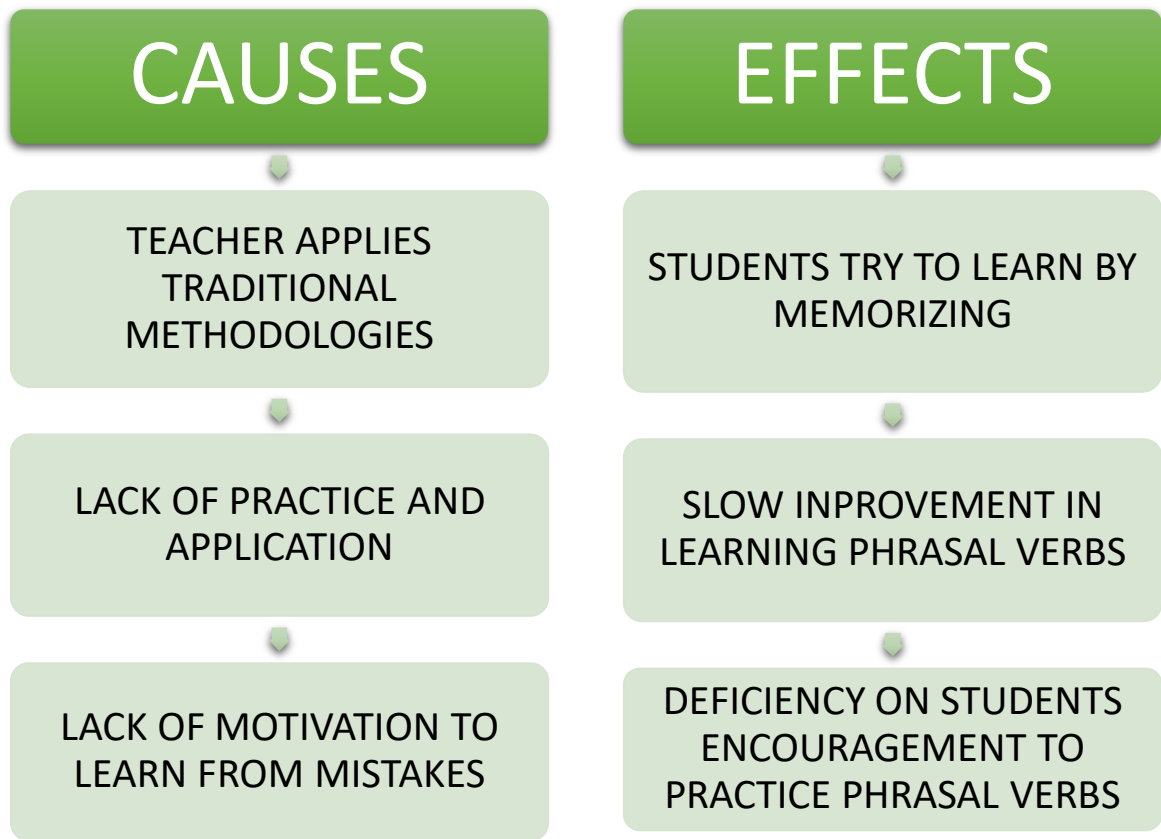 CAUSES
TEACHER APPLIES
TRADITIONAL
METHODOLOGIES
LACK OF PRACTICE AND
APPLICATION
LACK OF MOTIVATION TO
LEARN FROM MISTAKES
EFFECTS
STUDENTS TRY TO LEARN BY
MEMORIZING
SLOW INPROVEMENT IN
LEARNING PHRASAL VERBS
DEFICIENCY ON STUDENTS
ENCOURAGEMENT TO
PRACTICE PHRASAL VERBS